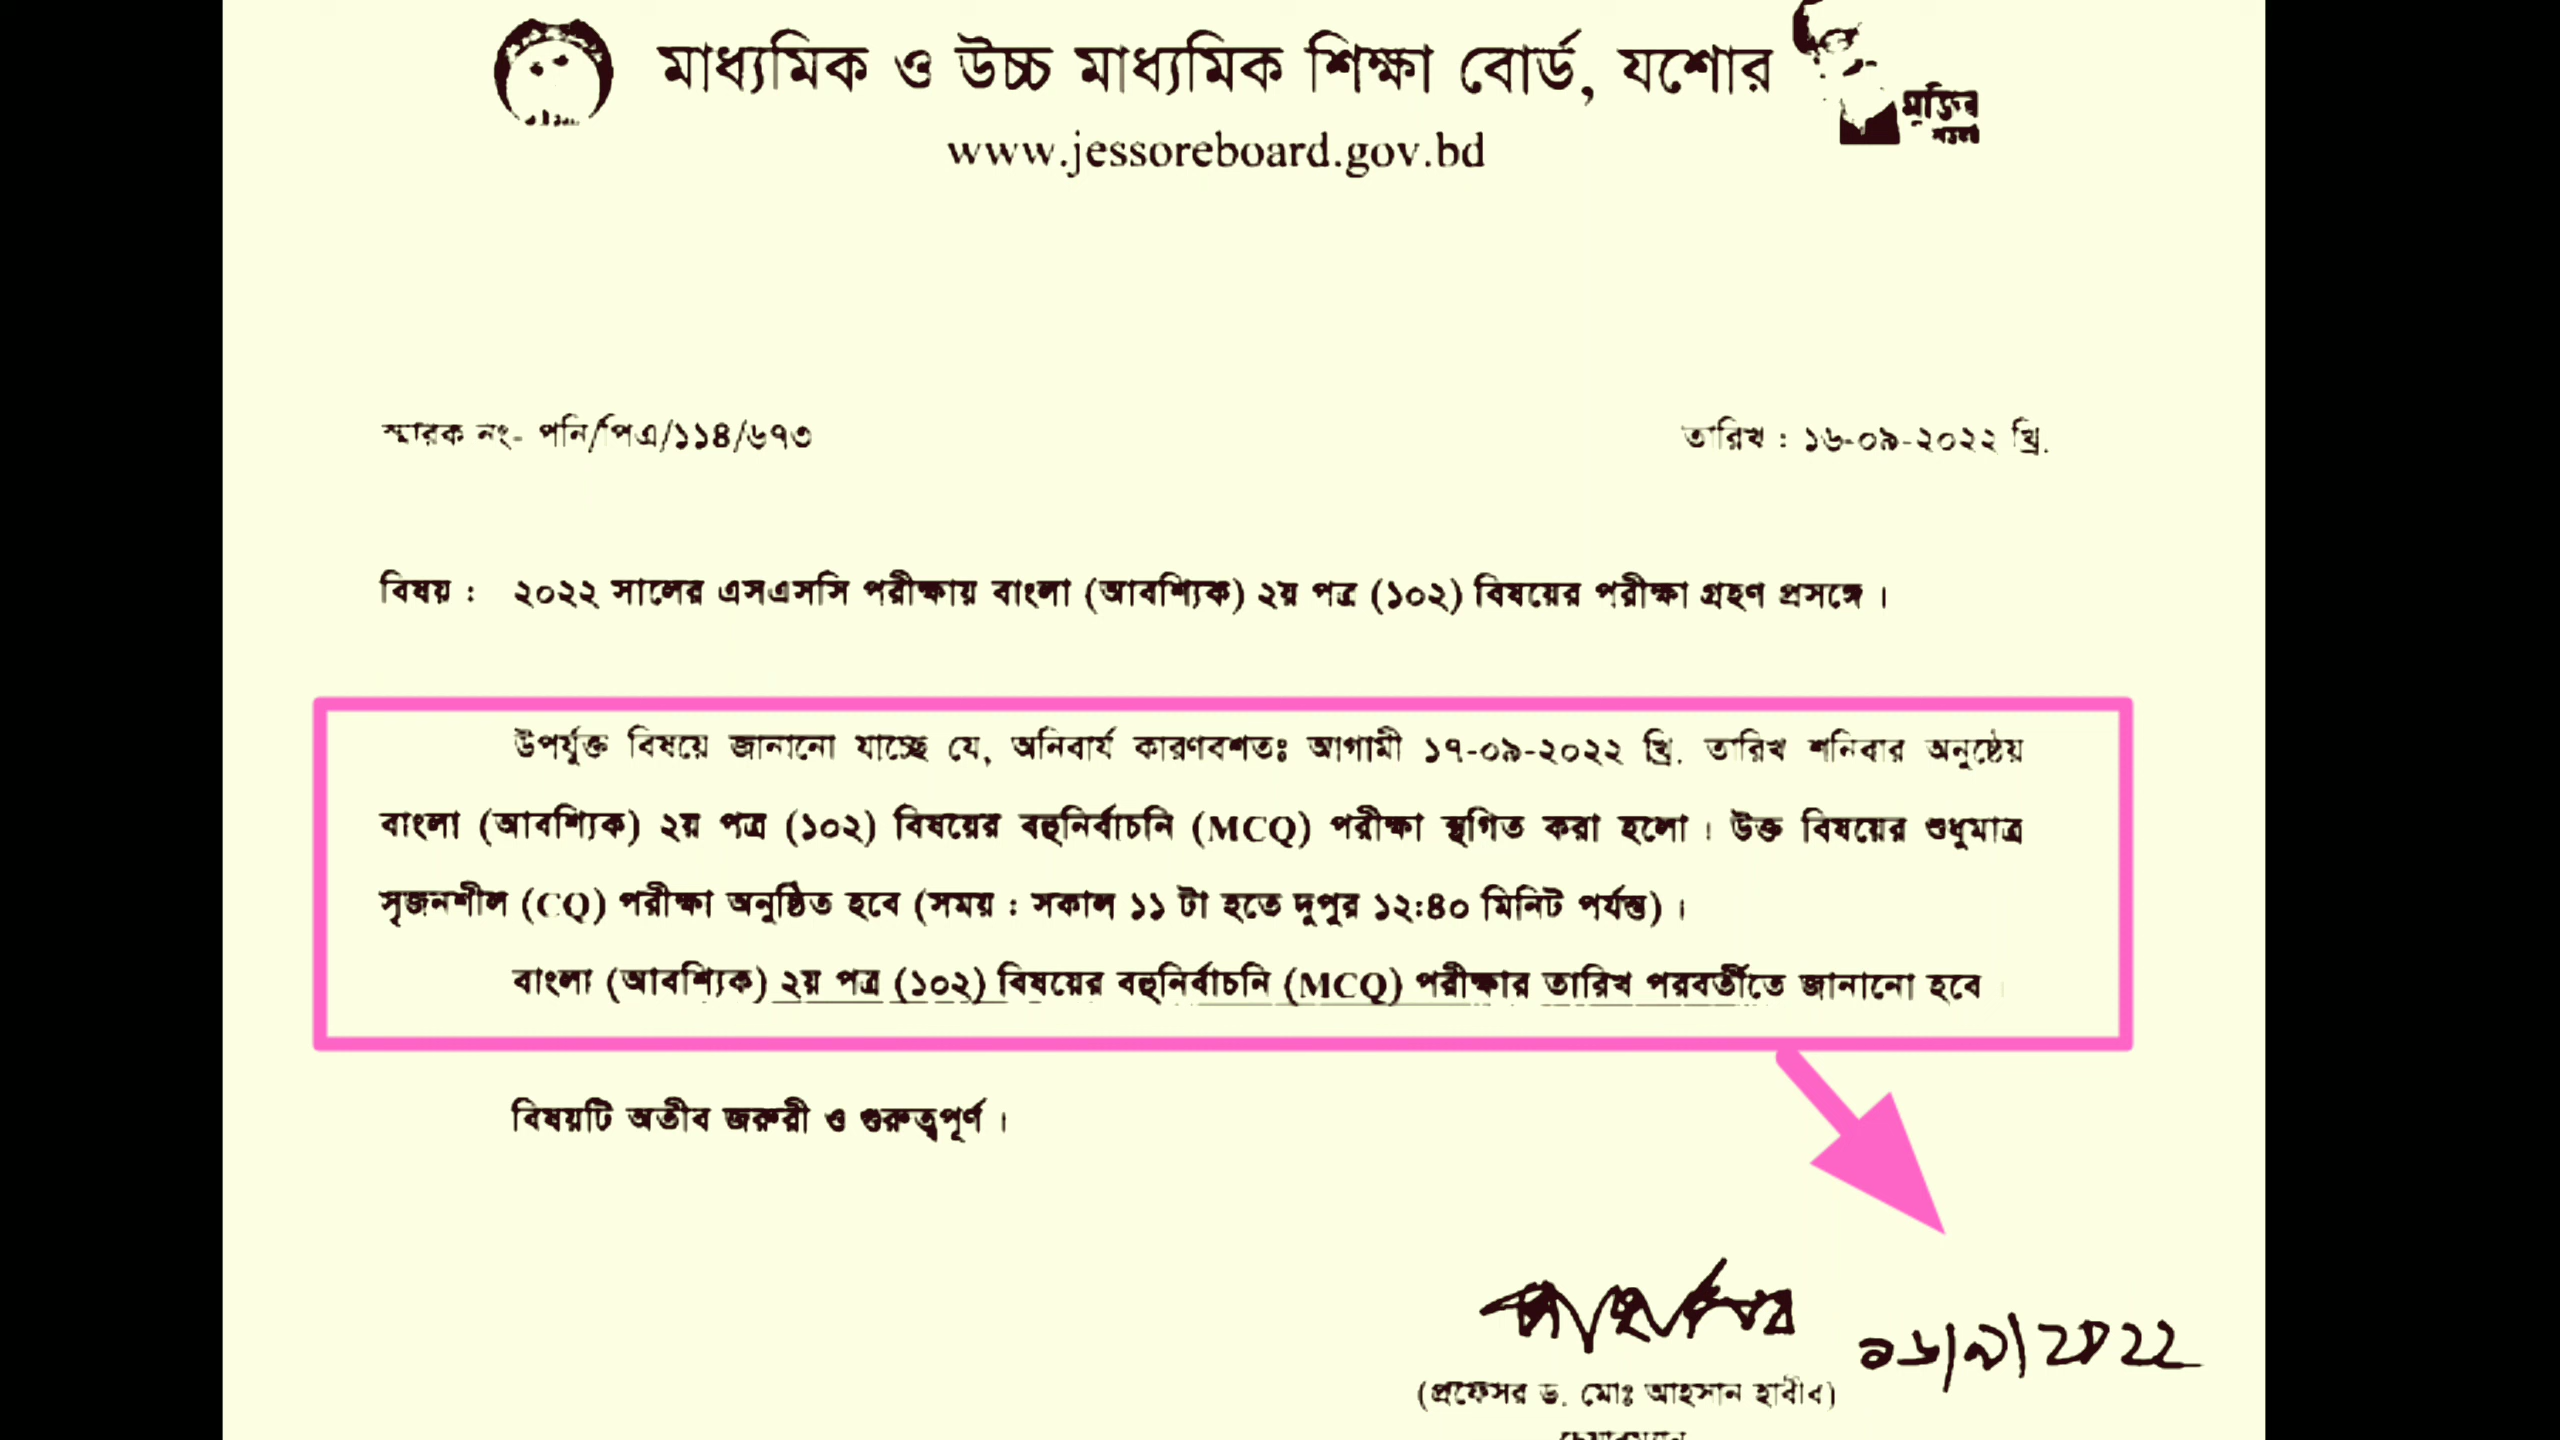 মাধ্যমিক ও উচ্চ মাধ্যমিক শিক্ষা বোর্ড, যশোর
মুজিব
www.jessoreboard.gov.bd
স্মারক নং- পনি/পিএ/১১৪/৬৭৩ তারিখ : ১৬-০৯-২০২২ খ্রি.
বিষয় : ২০২২ সালের এসএসসি পরীক্ষায় বাংলা (আবশ্যিক) ২য় পত্র (১০২) বিষয়ের পরীক্ষা গ্রহণ প্রসঙ্গে।
উপর্যুক্ত বিষয়ে জানানো যাচ্ছে যে, অনিবার্য কারণবশতঃ আগামী ১৭-০৯-২০২২ খ্রি. তারিখ শনিবার অনুষ্ঠেয়
বাংলা (আবশ্যিক) ২য় পত্র (১০২) বিষয়ের বহুনির্বাচনি (MCQ) পরীক্ষা স্থগিত করা হলো। উক্ত বিষয়ের শুধুমাত্র
সৃজনশীল (CQ) পরীক্ষা অনুষ্ঠিত হবে (সময় : সকাল ১১ টা হতে দুপুর ১২:৪০ মিনিট পর্যন্ত)।
বাংলা (আবশ্যিক) ২য় পত্র (১০২) বিষয়ের বহুনির্বাচনি (MCQ) পরীক্ষার তারিখ পরবর্তীতে জানানো হবে
বিষয়টি অতীব জরুরী ও গুরুত্বপূর্ণ।
১৬/৯/2022
(প্রফেসর ড. মোঃ আহসান হাবীব)